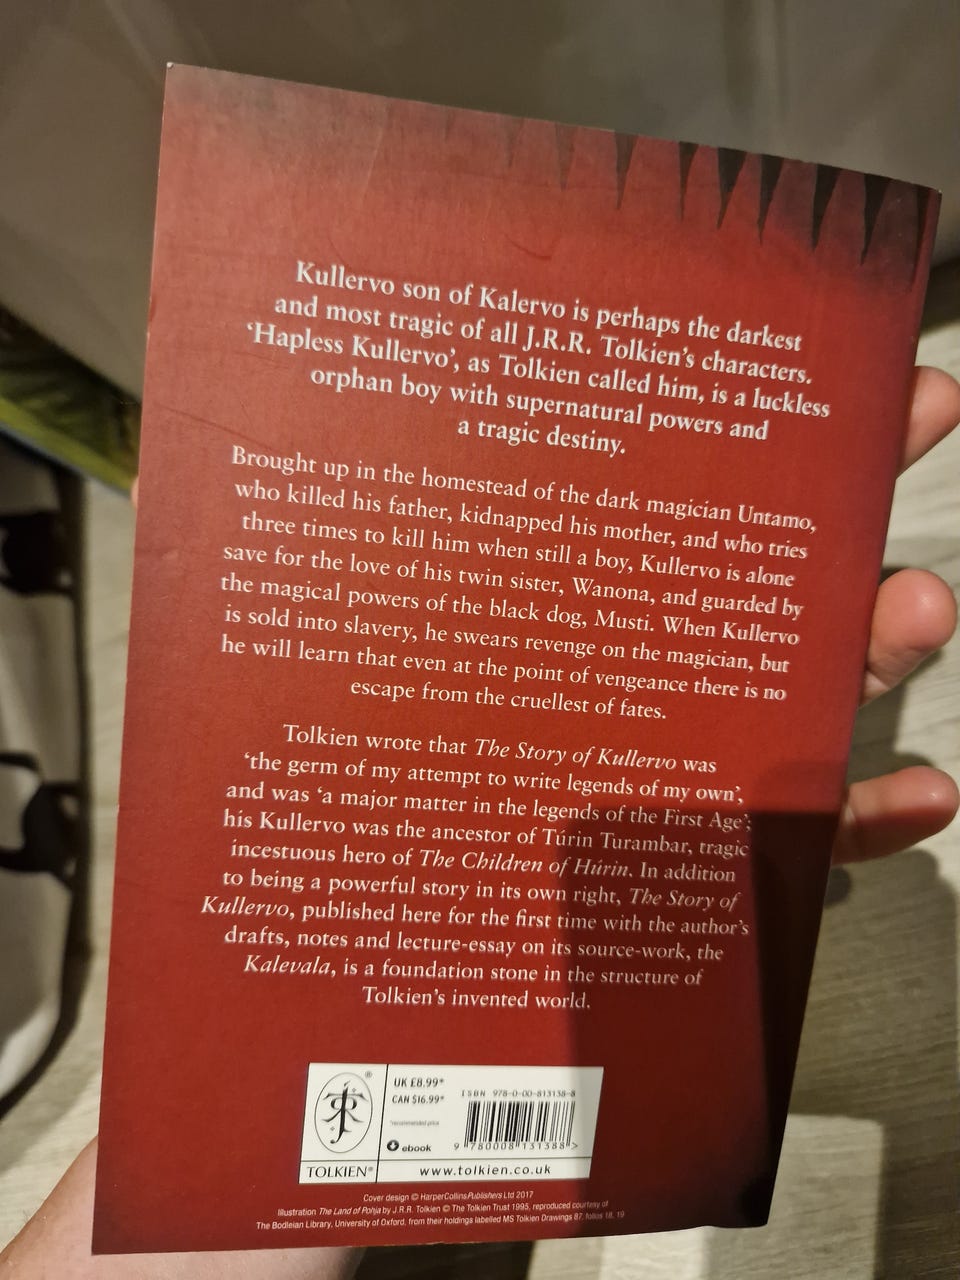 Kullervo son of Kalervo is perhaps the darkest
and most tragic of all J.R.R. Tolkien's characters.
'Hapless Kullervo', as Tolkien called him, is a luckless
orphan boy with supernatural powers and
a tragic destiny.
Brought up in the homestead of the dark magician Untamo,
who killed his father, kidnapped his mother, and who tries
three times to kill him when still a boy, Kullervo is alone
save for the love of his twin sister, Wanona, and guarded by
the magical powers of the black dog, Musti. When Kullervo
is sold into slavery, he swears revenge on the magician, but
he will learn that even at the point of vengeance there is no
escape from the cruellest of fates.
Tolkien wrote that The Story of Kullervo was
'the germ of my attempt to write legends of my own',
and was 'a major matter in the legends of the First Age';
his Kullervo was the ancestor of Túrin Turambar, tragic
incestuous hero of The Children of Húrin. In addition
to being a powerful story in its own right, The Story of
Kullervo, published here for the first time with the author's
drafts, notes and lecture-essay on its source-work, the
Kalevala, is a foundation stone in the structure of
Tolkien's invented world.
®
TOLKIEN®
UK £8.99*
CAN $16.99*
*recommended price
ebook
ISBN 978-0-00-813138-8
9 780008 131388 >
www.tolkien.co.uk
Cover design © HarperCollinsPublishers Ltd 2017
Illustration The Land of Pohja by J.R.R. Tolkien © The Tolkien Trust 1995, reproduced courtesy of
The Bodleian Library, University of Oxford, from their holdings labelled MS Tolkien Drawings 87, folios 18, 19